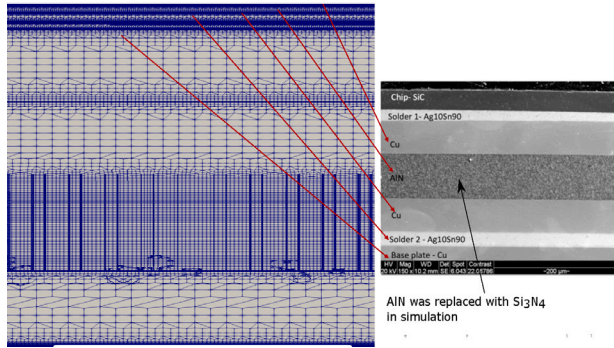 Chip- SiC
Solder 1- Ag10Sn90
Cu
AlN
Cu
Solder 2 - Ag10Sn90
Base plate - Cu
HV Mag WD Det Spot Contrast
20 kV 150 x 10.2 mm SE 6.043 22.05786 ~200 µm~
AlN was replaced with Si3N4
in simulation